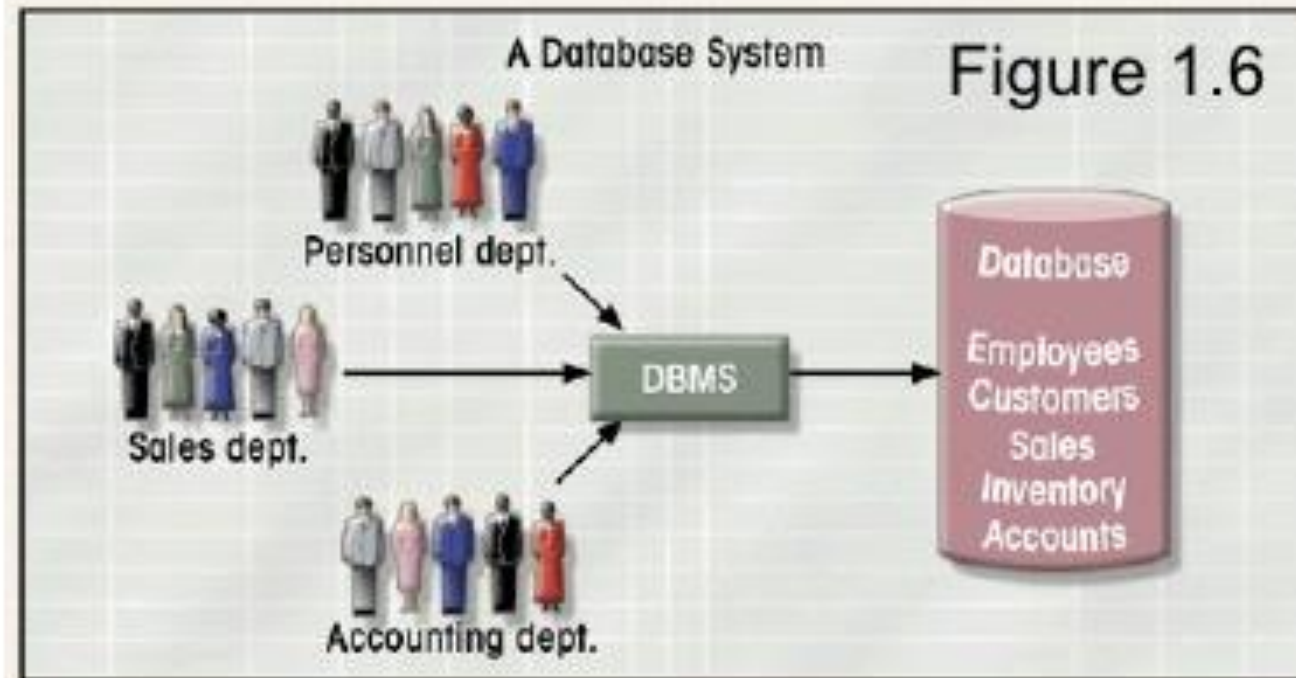 A Database System
Figure 1.6
Personnel dept.
Sales dept.
DBMS
Accounting dept.
Database
Employees
Customers
Sales
Inventory
Accounts